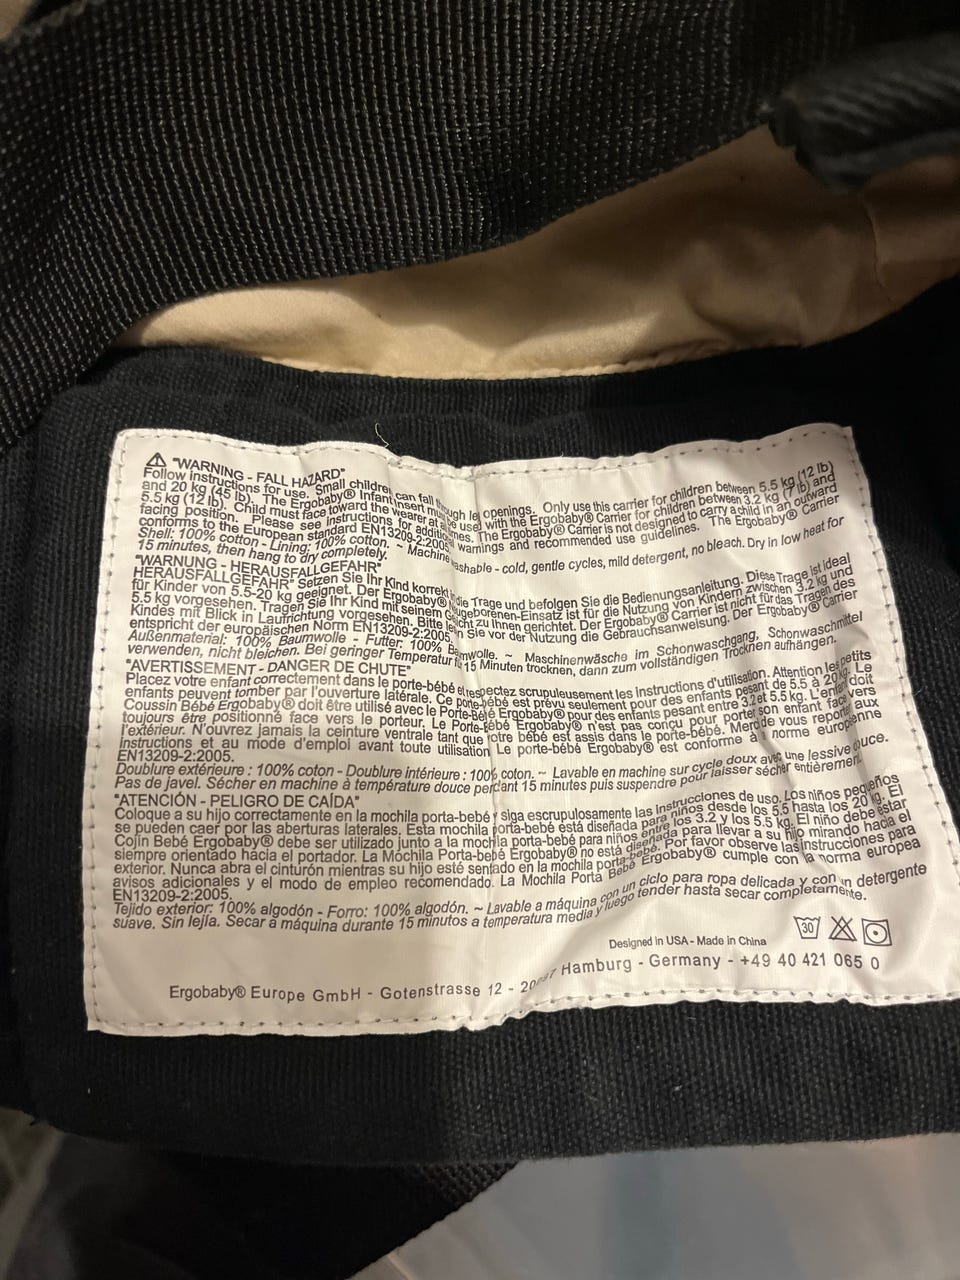 "WARNING - FALL HAZARD"
Follow instructions for use. Small children can fall through leg openings. Only use this carrier for children between 5.5 kg (12 lb)
and 20 kg (45 lb). The Ergobaby® Infant Insert must be used with the Ergobaby® Carrier for children between 3.2 kg (7 lb) and
5.5 kg (12 lb). Child must face toward the wearer at all times. The Ergobaby® Carrier is not designed to carry a child in an outward
facing position. Please see instructions for additional warnings and recommended use guidelines. The Ergobaby® Carrier
conforms to the European standard EN13209-2:2005.
Shell: 100% cotton - Lining: 100% cotton. ~ Machine washable - cold, gentle cycles, mild detergent, no bleach. Dry in low heat for
15 minutes, then hang to dry completely.
"WARNUNG - HERAUSFALLGEFAHR"
HERAUSFALLGEFAHR" Setzen Sie Ihr Kind korrekt in die Trage und befolgen Sie die Bedienungsanleitung. Diese Trage ist ideal
für Kinder von 5.5-20 kg geeignet. Der Ergobaby® Neugeborenen-Einsatz ist für die Nutzung von Kindern zwischen 3.2 kg und
5.5 kg vorgesehen. Tragen Sie Ihr Kind mit seinem Gesicht zu Ihnen gerichtet. Der Ergobaby® Carrier ist nicht für das Tragen des
Kindes mit Blick in Laufrichtung vorgesehen. Bitte lesen Sie vor der Nutzung die Gebrauchsanweisung. Der Ergobaby® Carrier
entspricht der europäischen Norm EN13209-2:2005.
Außenmaterial: 100% Baumwolle - Futter: 100% Baumwolle. ~ Maschinenwäsche im Schonwaschgang, Schonwaschmittel
verwenden, nicht bleichen. Bei geringer Temperatur für 15 Minuten trocknen, dann zum vollständigen Trocknen aufhängen.
"AVERTISSEMENT - DANGER DE CHUTE"
Placez votre enfant correctement dans le porte-bébé et respectez scrupuleusement les instructions d'utilisation. Attention les petits
enfants peuvent tomber par l'ouverture latérale. Ce porte-bébé est prévu seulement pour des enfants pesant de 5.5 à 20 kg. Le
Coussin Bébé Ergobaby® doit être utilisé avec le Porte-Bébé Ergobaby® pour des enfants pesant entre 3.2 et 5.5 kg. L'enfant doit
toujours être positionné face vers le porteur. Le Porte-Bébé Ergobaby® n'est pas conçu pour porter son enfant face vers
l'extérieur. N'ouvrez jamais la ceinture ventrale tant que votre bébé est assis dans le porte-bébé. Merci de vous reporter aux
instructions et au mode d'emploi avant toute utilisation. Le porte-bébé Ergobaby® est conforme à la norme européenne
EN13209-2:2005.
Doublure extérieure : 100% coton - Doublure intérieure : 100% coton. ~ Lavable en machine sur cycle doux avec une lessive douce.
Pas de javel. Sécher en machine à température douce perdant 15 minutes puis suspendre pour laisser sécher entièrement.
"ATENCIÓN - PELIGRO DE CAÍDA"
Coloque a su hijo correctamente en la mochila porta-bebé y siga escrupulosamente las instrucciones de uso. Los niños pequeños
se pueden caer por las aberturas laterales. Esta mochila porta-bebé está diseñada para niños desde los 5.5 hasta los 20 kg. El
Cojín Bebé Ergobaby® debe ser utilizado junto a la mochila porta-bebé para niños entre los 3.2 y los 5.5 kg. El niño debe estar
siempre orientado hacia el portador. La Mochila Porta-bebé Ergobaby® no está diseñada para llevar a su hijo mirando hacia el
exterior. Nunca abra el cinturón mientras su hijo esté sentado en la mochila porta-bebé. Por favor observe las instrucciones para
avisos adicionales y el modo de empleo recomendado. La Mochila Porta Bebé Ergobaby® cumple con la norma europea
EN13209-2:2005.
Tejido exterior: 100% algodón - Forro: 100% algodón. ~ Lavable a máquina con un ciclo para ropa delicada y con un detergente
suave. Sin lejía. Secar a máquina durante 15 minutos a temperatura media y luego tender hasta secar completamente.
30
Designed in USA - Made in China
Ergobaby® Europe GmbH - Gotenstrasse 12 - Hamburg - Germany - +49 40 421 065 0